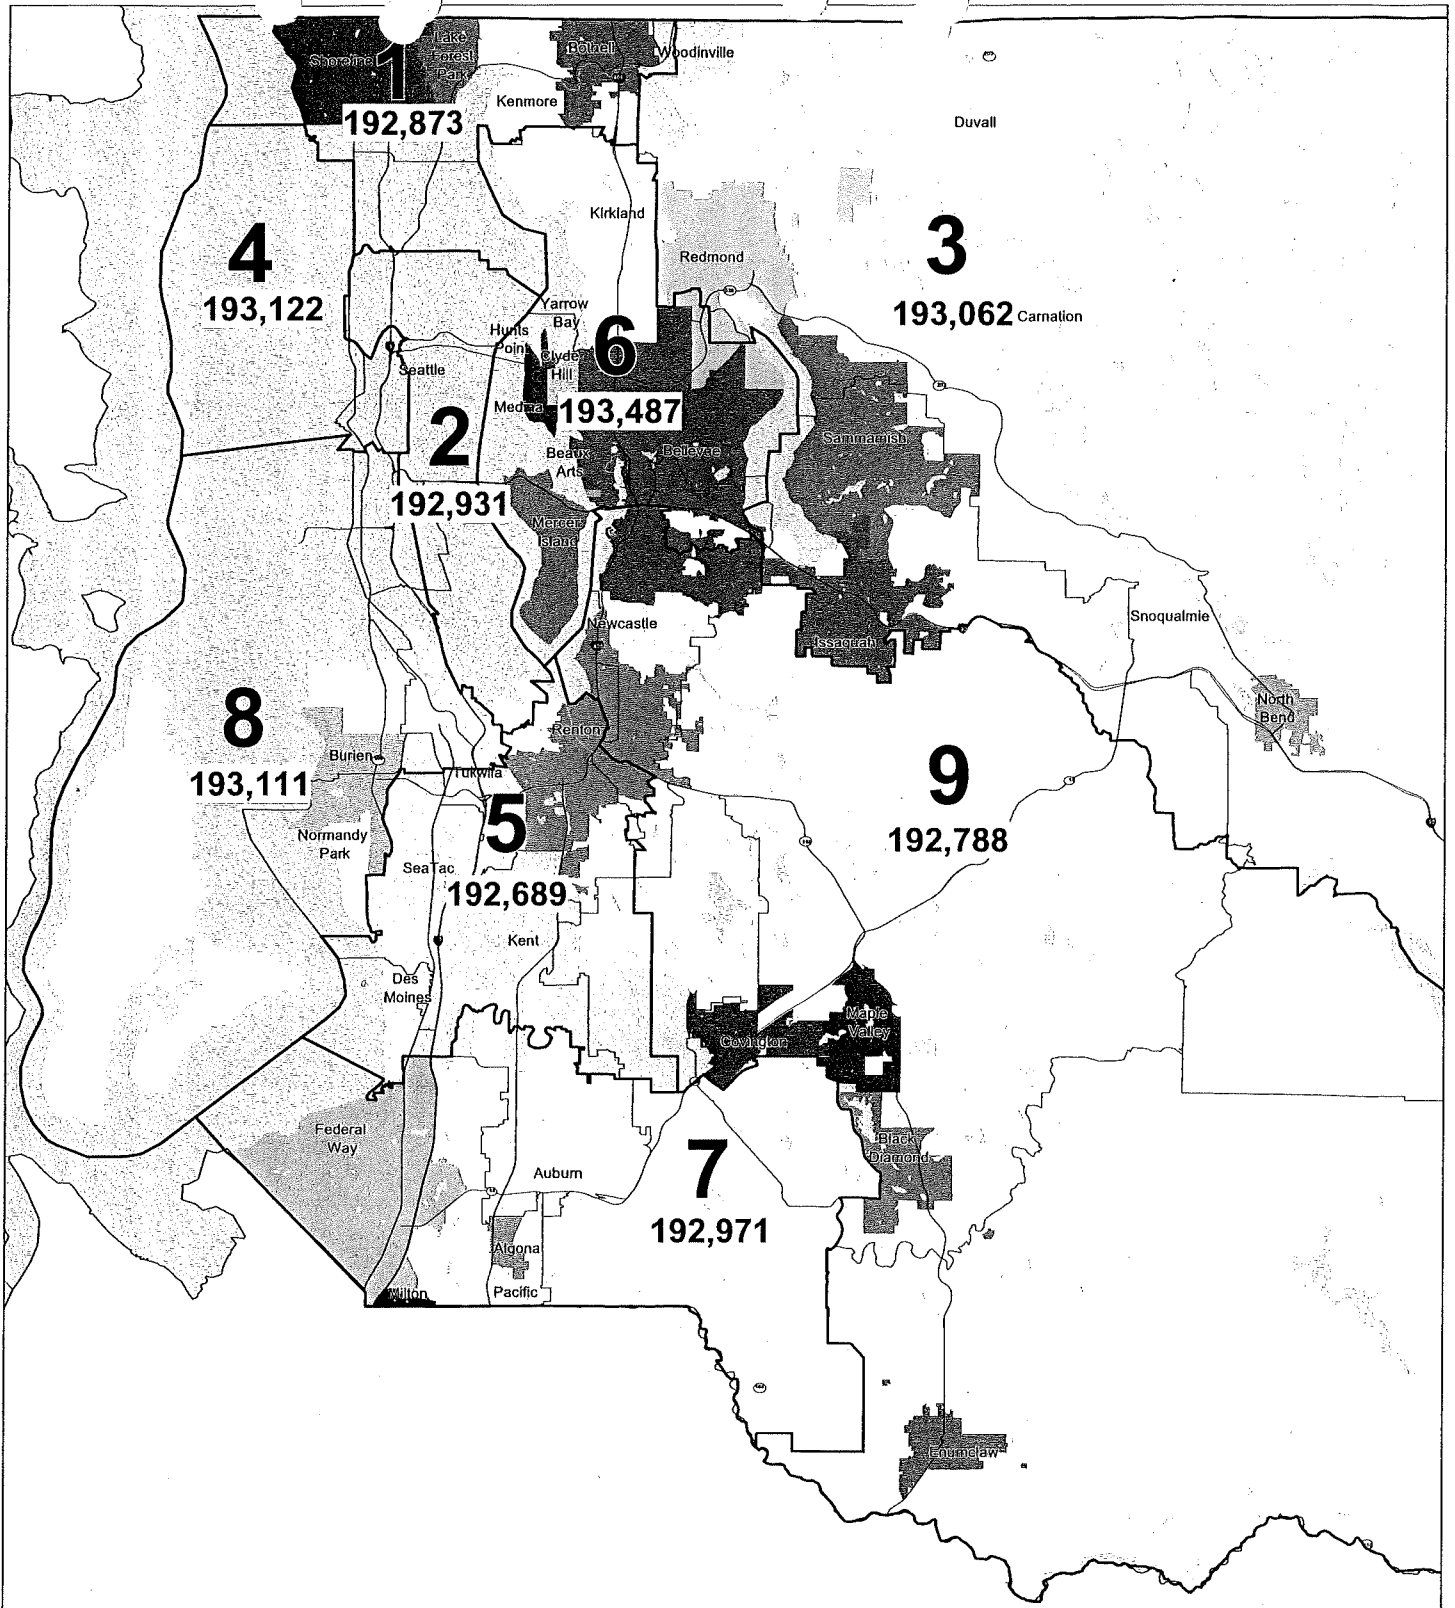 Lake
Forest
Park
Shoreline
1
192,873
Bothell
Woodinville
Kenmore
Duvall
Kirkland
4
193,122
Redmond
3
193,062
Carnation
Yarrow
Bay
Hunts
Point
Clyde
Hill
6
193,487
Seattle
Medina
2
192,931
Beaux
Arts
Bellevue
Sammamish
Mercer
Island
Newcastle
Issaquah
Snoqualmie
North
Bend
8
193,111
Burien
Renton
Tukwila
5
192,689
9
192,788
Normandy
Park
SeaTac
Kent
Des
Moines
Covington
Maple
Valley
Federal
Way
Auburn
7
192,971
Black
Diamond
Algona
Pacific
Milton
Enumclaw